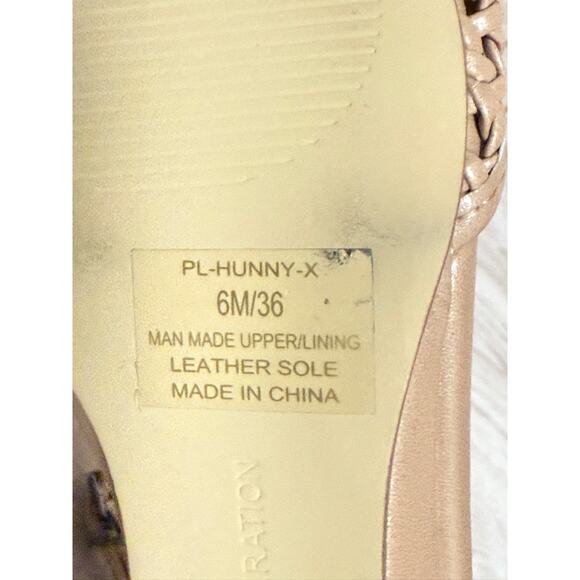 PL-HUNNY-X
6M/36
MAN MADE UPPER/LINING
LEATHER SOLE
MADE IN CHINA
RATION